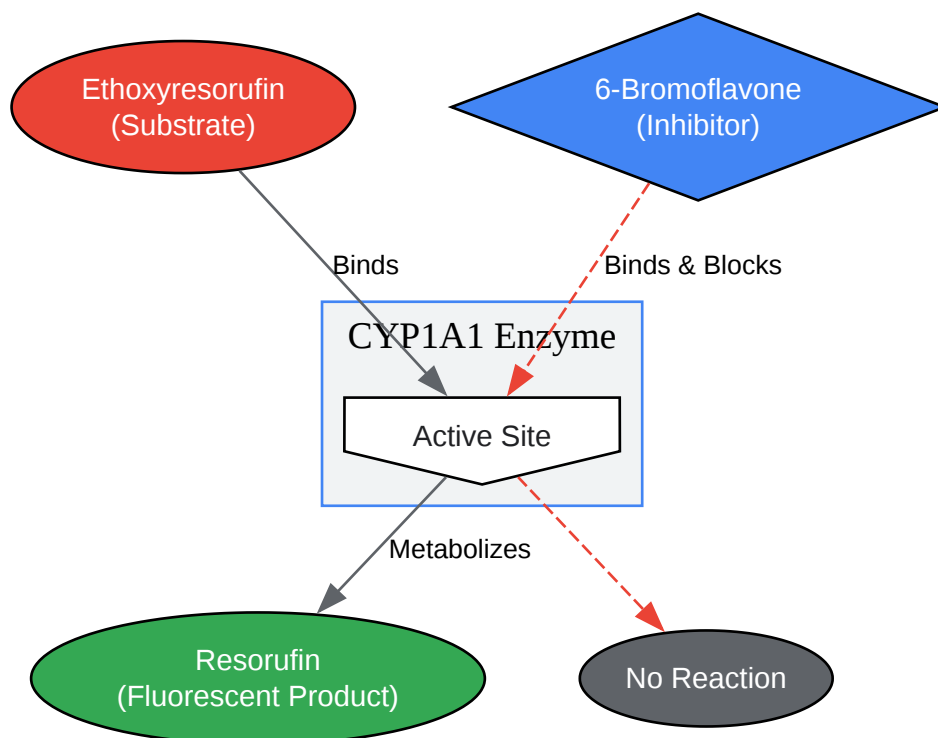 Ethoxyresorufin
(Substrate)
6-Bromoflavone
(Inhibitor)
Binds
Binds & Blocks
CYP1A1 Enzyme
Active Site
Metabolizes
Resorufin
(Fluorescent Product)
No Reaction